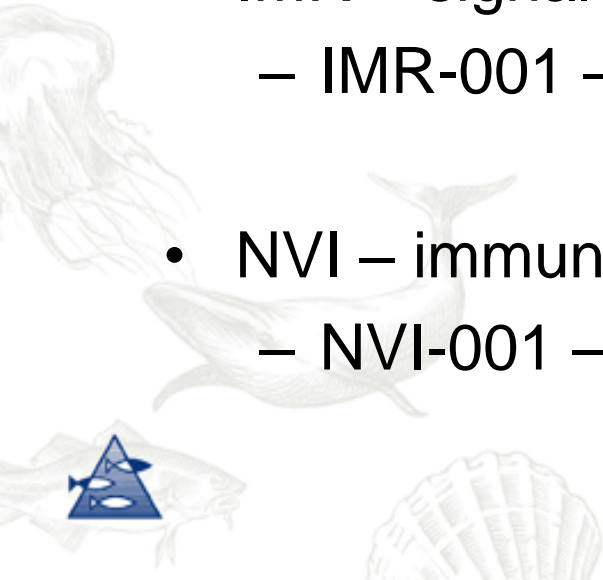 – IMR-001 –
• NVI – immun
– NVI-001 –